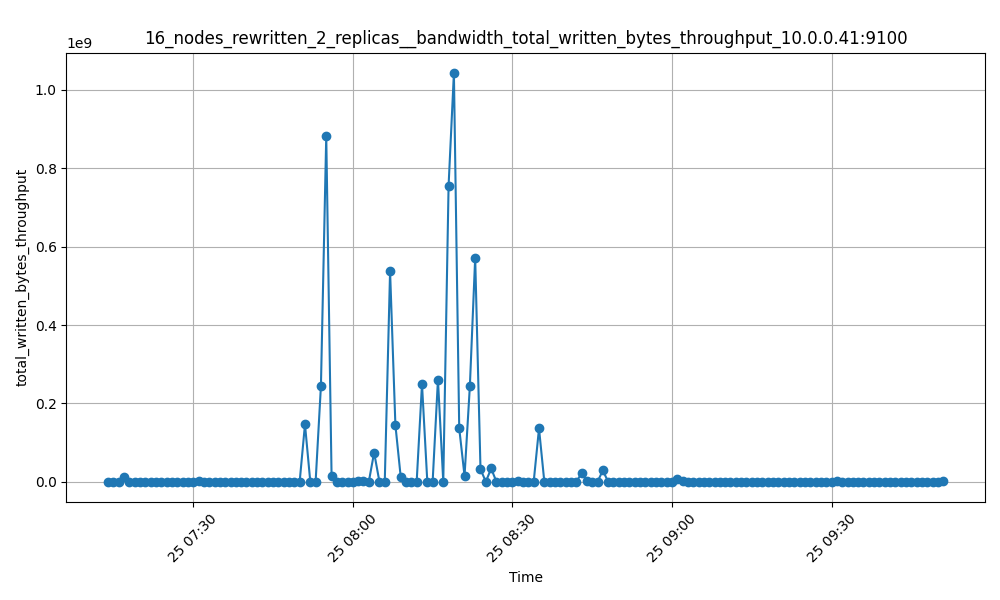 16_nodes_rewritten_2_replicas__bandwidth_total_written_bytes_throughput_10.0.0.41:9100
1e9
1.0
0.8
0.6
0.4
0.2
0.0
total_written_bytes_throughput
25 07:30
25 08:00
25 08:30
25 09:00
25 09:30
Time